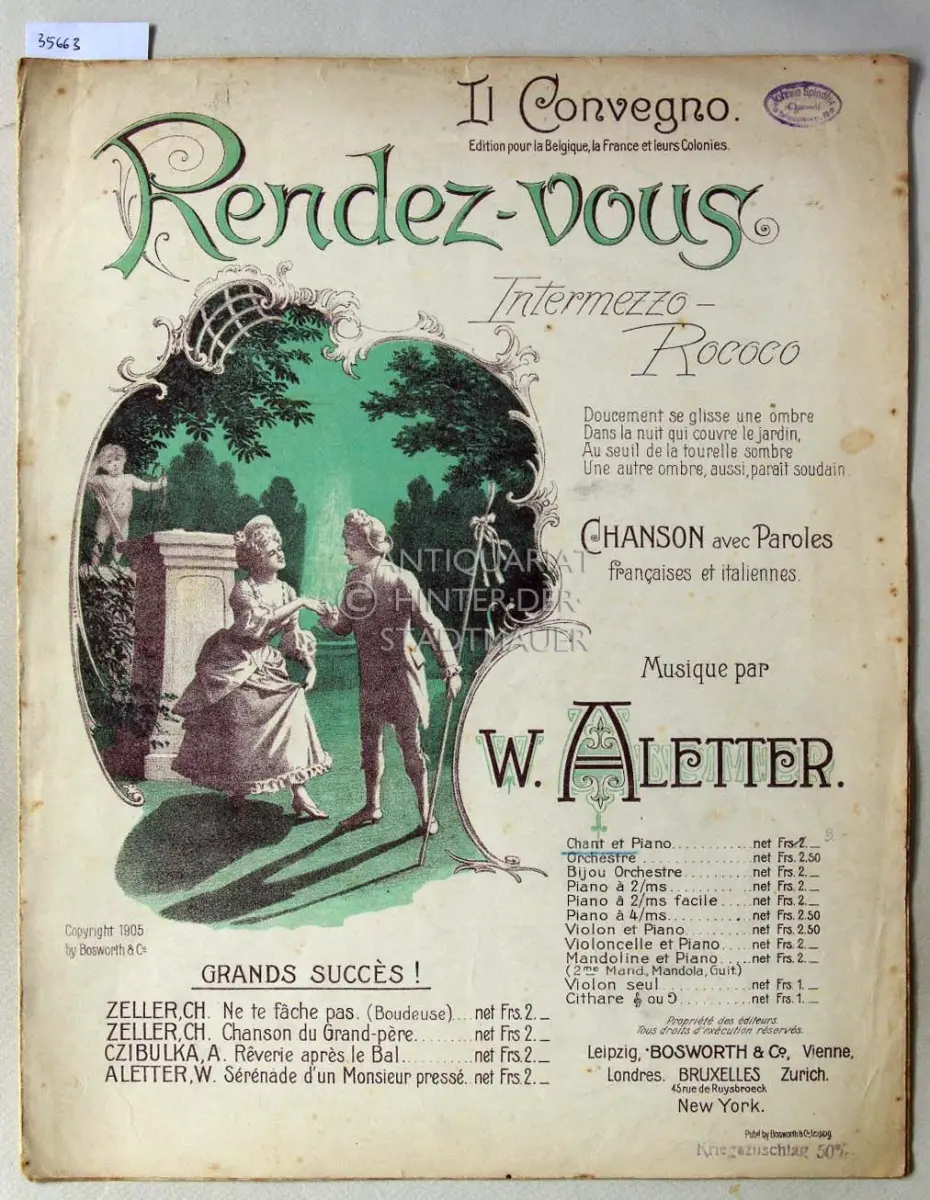 35663
Il Convegno.
Edition pour la Belgique, la France et leurs Colonies.
Rendez-vous
Intermezzo-
Rococo
Doucement se glisse une ombre
Dans la nuit qui couvre le jardin,
Au seuil de la tourelle sombre
Une autre ombre, aussi, paraît soudain.
CHANSON avec Paroles
françaises et italiennes.
ANTIQUARIAT
© HINTER DER
STADTMAUER
Musique par
W. ALETTER.
Chant et Piano...........net Frs. 2._
Orchestre...........net Frs. 2.50
Bijou Orchestre..........net Frs. 2._
Piano à 2/ms..........net Frs. 2._
Piano à 2/ms facile.....net Frs. 2._
Piano à 4/ms..........net Frs. 2.50
Violon et Piano.........net Frs. 2.50
Violoncelle et Piano.....net Frs. 2._
Mandoline et Piano.....net Frs. 2._
(2me Mand., Mandola, Guit.)
Violon seul...........net Frs. 1._
Cithare 𝄞 ou 𝄢..........net Frs. 1._
Propriété des éditeurs.
Tous droits d'exécution réservés.
Leipzig, BOSWORTH & Co, Vienne,
Londres. BRUXELLES Zurich.
45 rue de Ruysbroeck
New York.
Copyright 1905
by Bosworth & Co
GRANDS SUCCÈS !
ZELLER, CH. Ne te fâche pas. (Boudeuse)...net Frs. 2._
ZELLER, CH. Chanson du Grand-père........net Frs. 2._
CZIBULKA, A. Rêverie après le Bal..........net Frs. 2._
ALETTER, W. Sérénade d'un Monsieur pressé. net Frs. 2._
Publ by Bosworth & Co Leipzig
Kriegszuschlag 50%